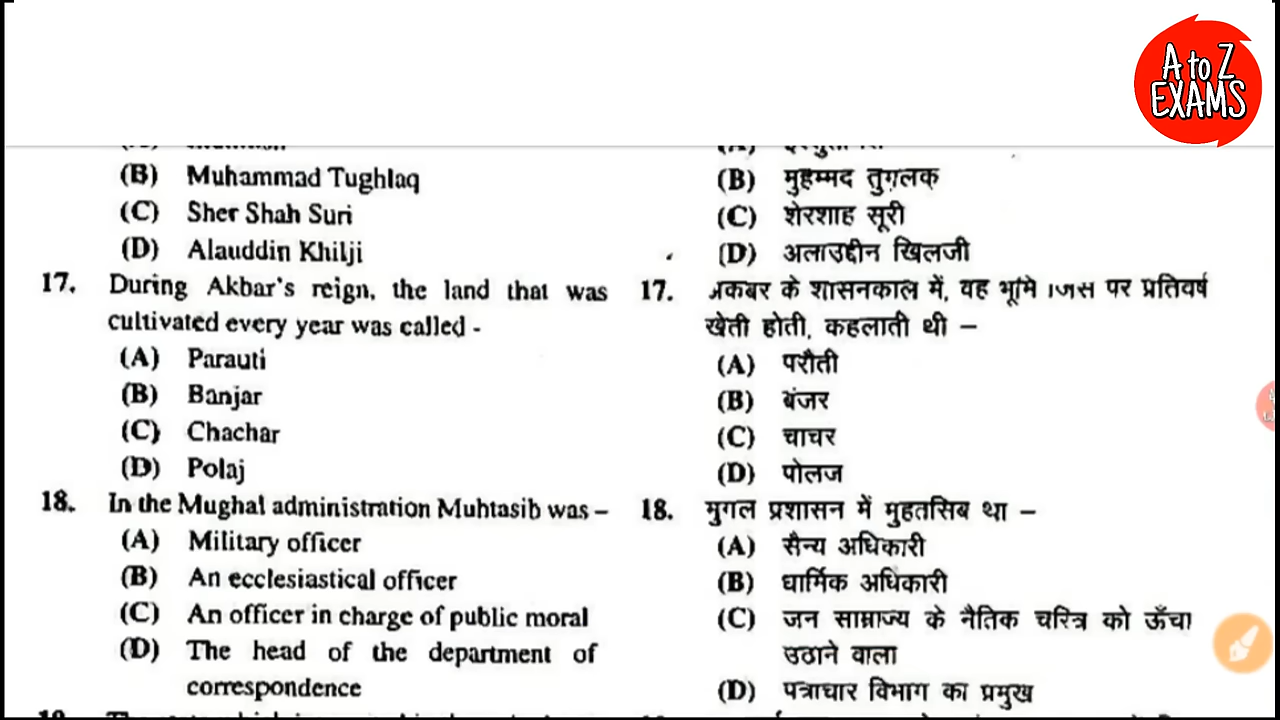 A to Z
EXAMS
(B) Muhammad Tughlaq
(C) Sher Shah Suri
(D) Alauddin Khilji
17. During Akbar's reign, the land that was
cultivated every year was called -
(A) Parauti
(B) Banjar
(C) Chachar
(D) Polaj
18. In the Mughal administration Muhtasib was –
(A) Military officer
(B) An ecclesiastical officer
(C) An officer in charge of public moral
(D) The head of the department of
correspondence
(B) मुहम्मद तुगलक
(C) शेरशाह सूरी
(D) अलाउद्दीन खिलजी
17. अकबर के शासनकाल में, वह भूमि जिस पर प्रतिवर्ष
खेती होती, कहलाती थी –
(A) परौती
(B) बंजर
(C) चाचर
(D) पोलज
18. मुगल प्रशासन में मुहतसिब था –
(A) सैन्य अधिकारी
(B) धार्मिक अधिकारी
(C) जन साम्राज्य के नैतिक चरित्र को ऊँचा
उठाने वाला
(D) पत्राचार विभाग का प्रमुख